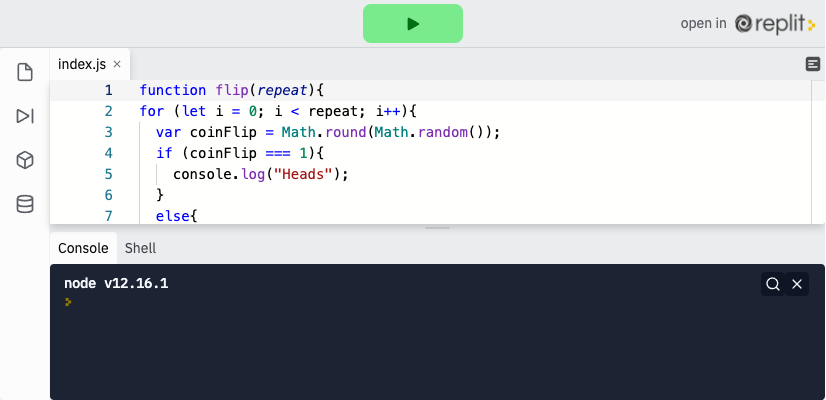 open in replit
index.js
1 function flip(repeat){
2 for (let i = 0; i < repeat; i++){
3 var coinFlip = Math.round(Math.random());
4 if (coinFlip === 1){
5 console.log("Heads");
6 }
7 else{
Console Shell
node v12.16.1